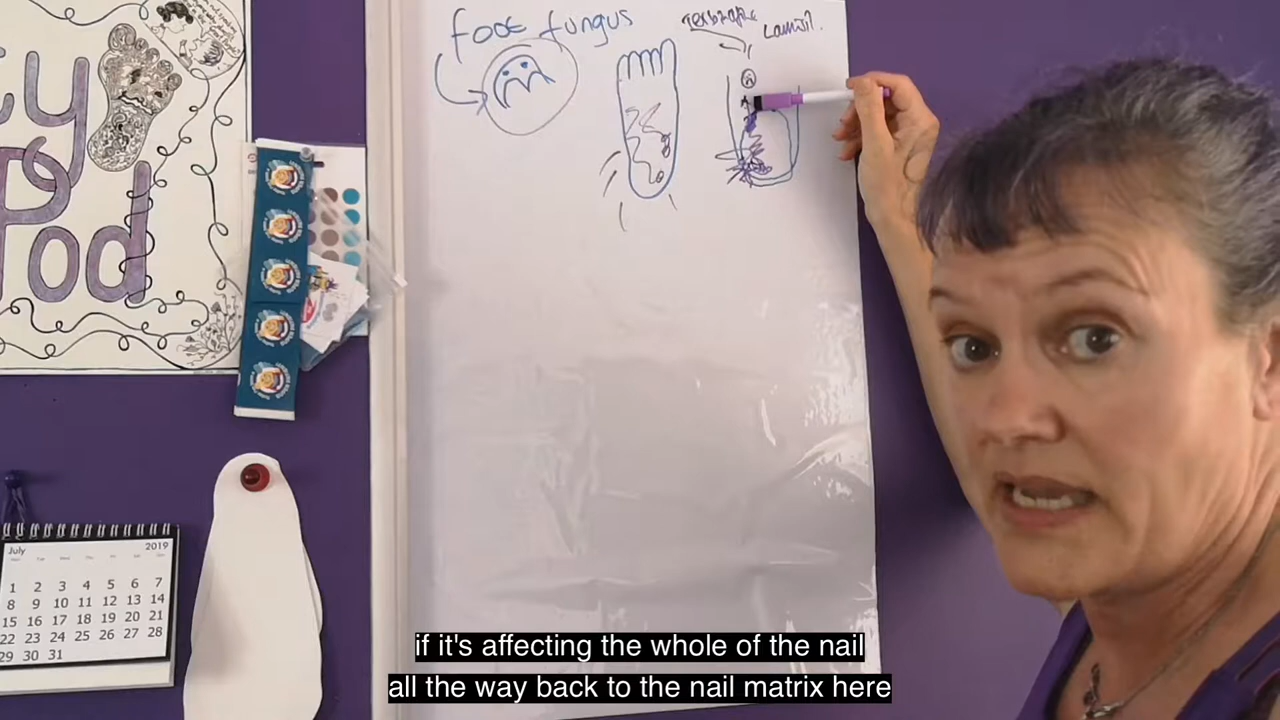 foot fungus
Lamisil.
ty
Pod
July 2019
1 2 3 4 5 6 7
8 9 10 11 12 13 14
15 16 17 18 19 20 21
22 23 24 25 26 27 28
29 30 31
if it's affecting the whole of the nail
all the way back to the nail matrix here